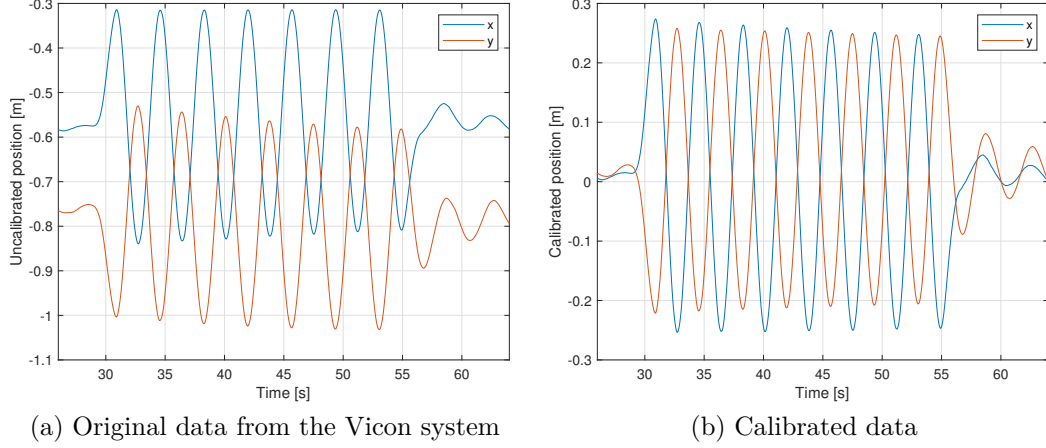 -0.3
-0.4
-0.5
-0.6
-0.7
-0.8
-0.9
-1
-1.1
Uncalibrated position [m]
30 35 40 45 50 55 60
Time [s]
x
y
(a) Original data from the Vicon system
0.3
0.2
0.1
0
-0.1
-0.2
-0.3
Calibrated position [m]
30 35 40 45 50 55 60
Time [s]
x
y
(b) Calibrated data